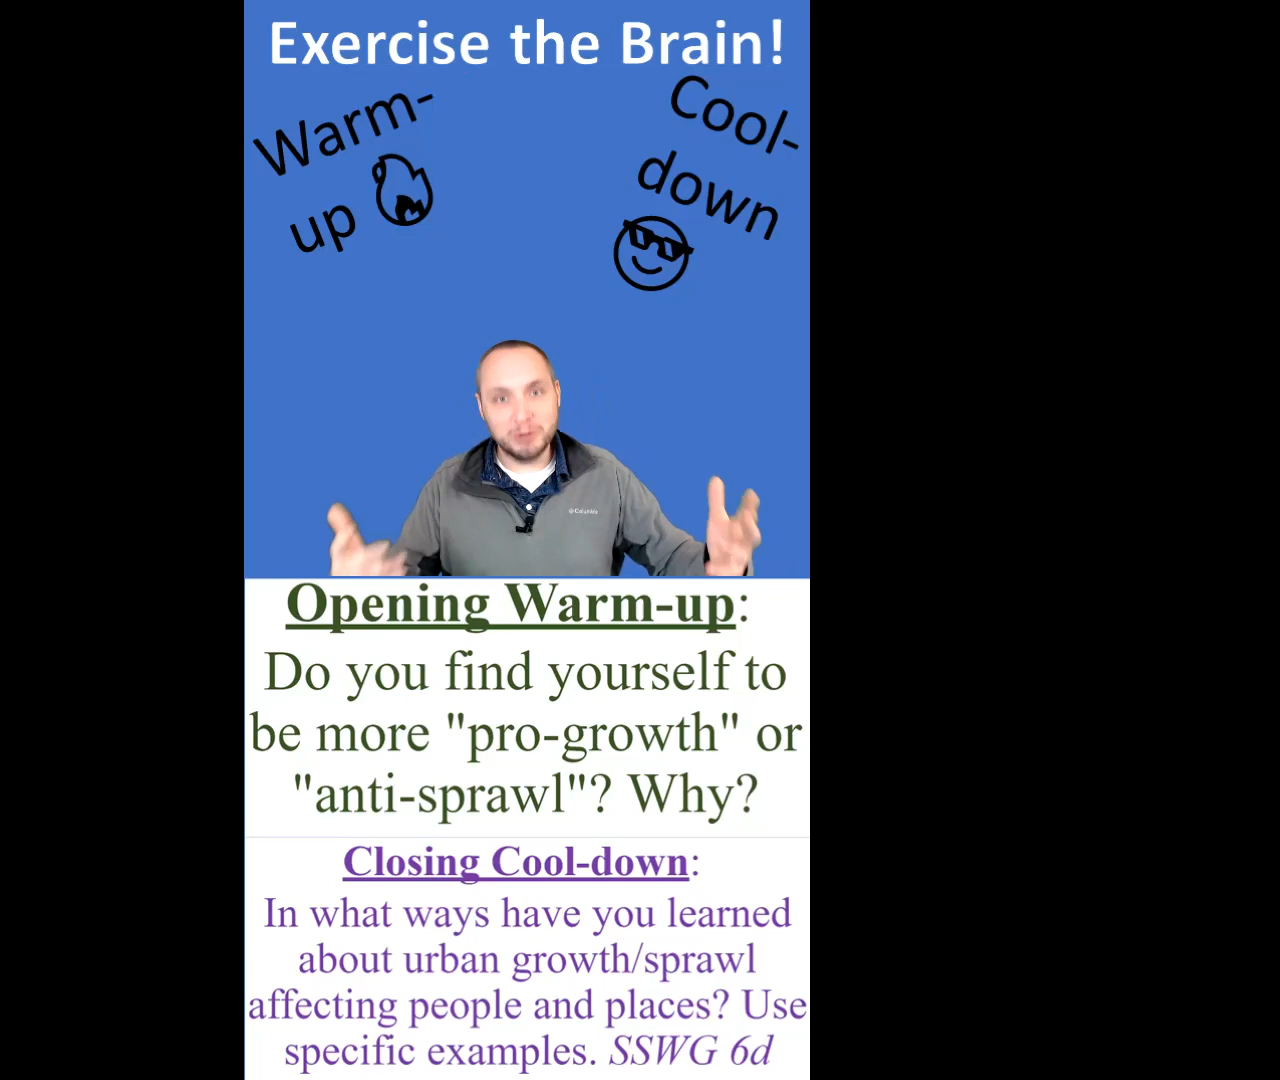 Exercise the Brain!
Warm-
up
Cool-
down
Columbia
Opening Warm-up:
Do you find yourself to
be more "pro-growth" or
"anti-sprawl"? Why?
Closing Cool-down:
In what ways have you learned
about urban growth/sprawl
affecting people and places? Use
specific examples. SSWG 6d